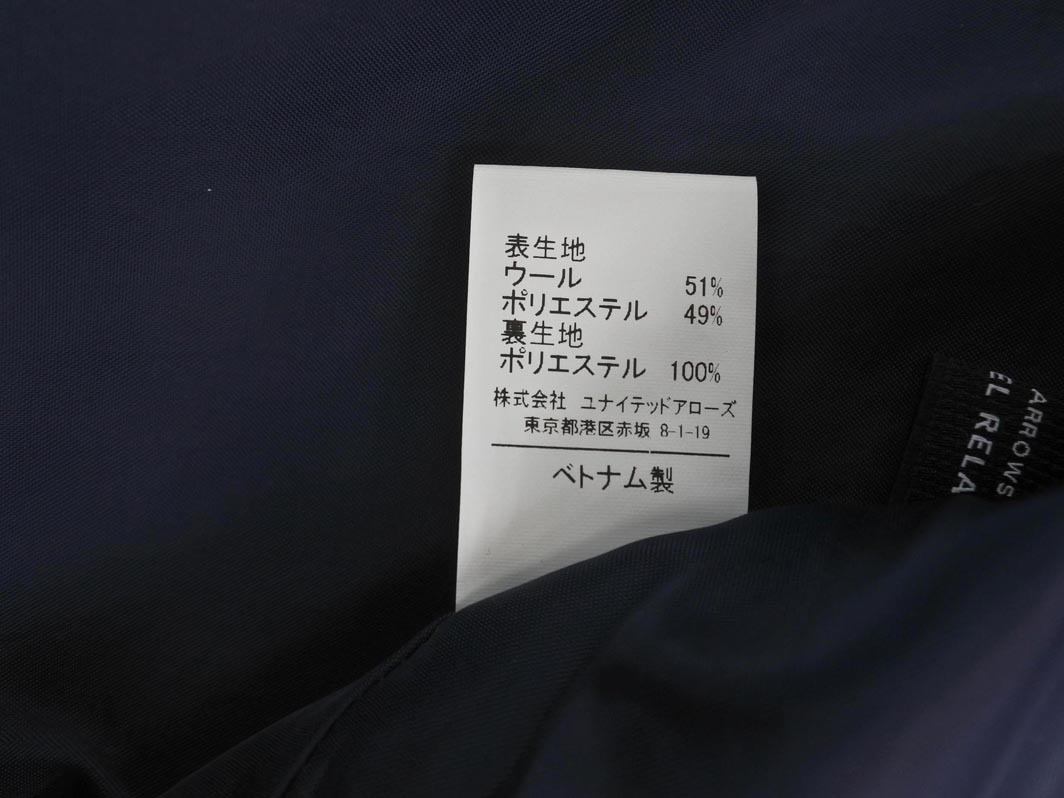 表生地
ウール 51%
ポリエステル 49%
裏生地
ポリエステル 100%
株式会社 ユナイテッドアローズ
東京都港区赤坂 8-1-19
ベトナム製
ARROWS
EL RELA